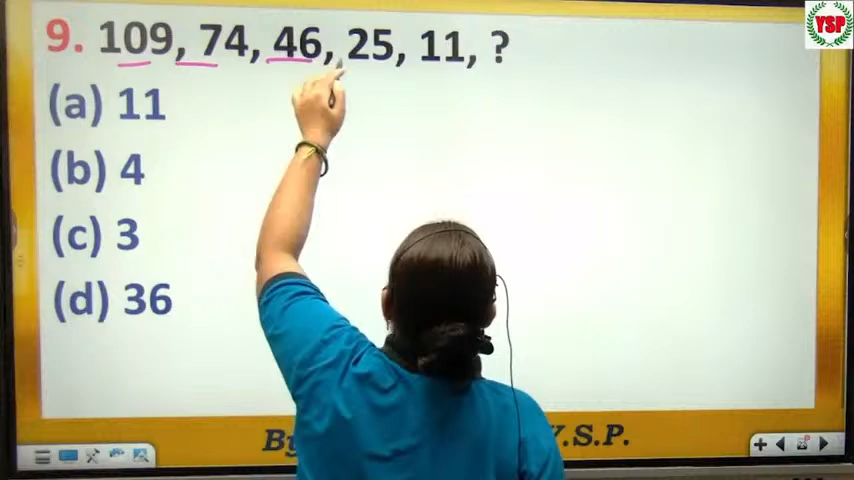 YSP
9. 109, 74, 46, 25, 11, ?
(a) 11
(b) 4
(c) 3
(d) 36
Y.S.P.